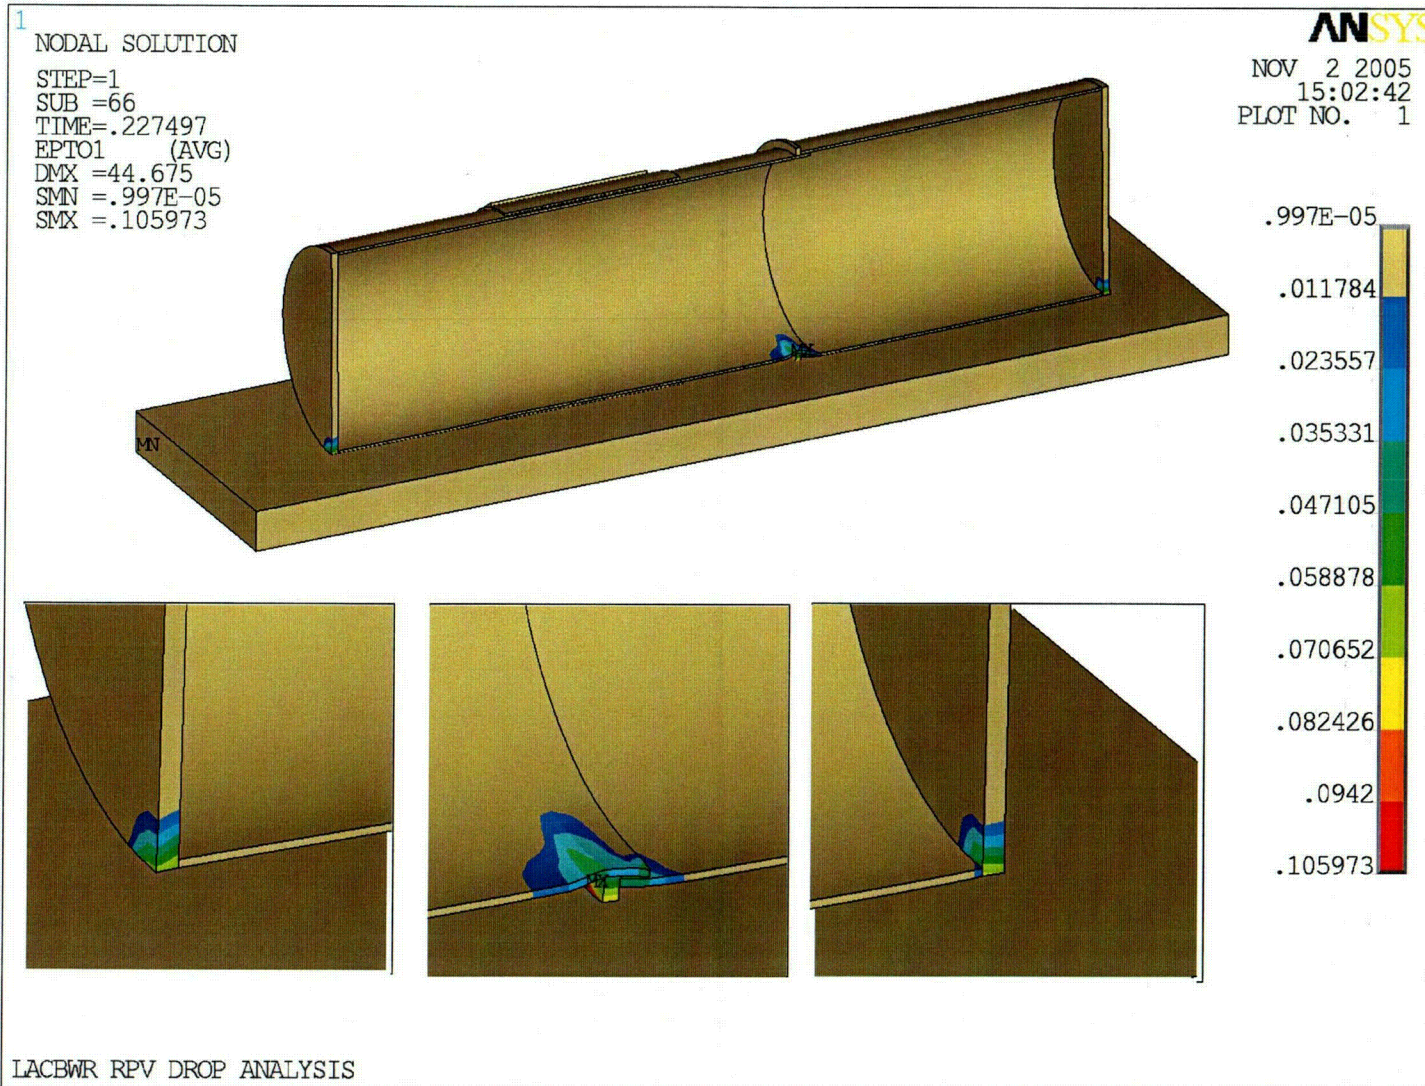 1
NODAL SOLUTION
STEP=1
SUB =66
TIME=.227497
EPTO1 (AVG)
DMX =44.675
SMN =.997E-05
SMX =.105973
ANSYS
NOV 2 2005
15:02:42
PLOT NO. 1
.997E-05
.011784
.023557
.035331
.047105
.058878
.070652
.082426
.0942
.105973
MN
MX
MX
LACBWR RPV DROP ANALYSIS